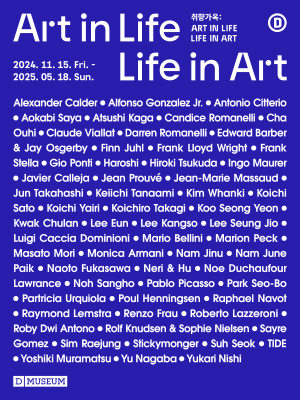 Art in Life
취향가옥:
ART IN LIFE
LIFE IN ART
D
2024. 11. 15. Fri. -
2025. 05. 18. Sun.
Life in Art
Alexander Calder ● Alfonso Gonzalez Jr. ● Antonio Citterio
● Aokabi Saya ● Atsushi Kaga ● Candice Romanelli ● Cha
Ouhi ● Claude Viallat ● Darren Romanelli ● Edward Barber
& Jay Osgerby ● Finn Juhl ● Frank Lloyd Wright ● Frank
Stella ● Gio Ponti ● Haroshi ● Hiroki Tsukuda ● Ingo Maurer
● Javier Calleja ● Jean Prouvé ● Jean-Marie Massaud ●
Jun Takahashi ● Keiichi Tanaami ● Kim Whanki ● Koichi
Sato ● Koichi Yairi ● Koichiro Takagi ● Koo Seong Yeon ●
Kwak Chulan ● Lee Eun ● Lee Kangso ● Lee Seung Jio ●
Luigi Caccia Dominioni ● Mario Bellini ● Marion Peck ●
Masato Mori ● Monica Armani ● Nam Jinu ● Nam June
Paik ● Naoto Fukasawa ● Neri & Hu ● Noe Duchaufour
Lawrance ● Noh Sangho ● Pablo Picasso ● Park Seo-Bo
● Partricia Urquiola ● Poul Henningsen ● Raphael Navot
● Raymond Lemstra ● Renzo Frau ● Roberto Lazzeroni ●
Roby Dwi Antono ● Rolf Knudsen & Sophie Nielsen ● Sayre
Gomez ● Sim Raejung ● Stickymonger ● Suh Seok ● TIDE
● Yoshiki Muramatsu ● Yu Nagaba ● Yukari Nishi
D MUSEUM